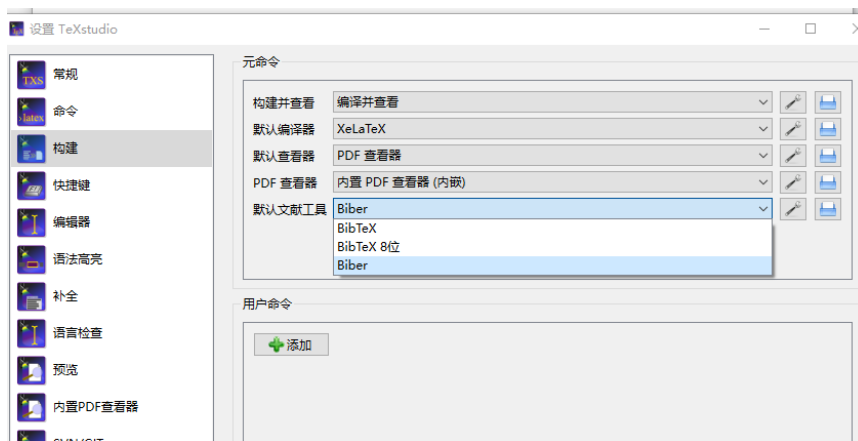 设置 TeXstudio
常规
命令
构建
快捷键
编辑器
语法高亮
补全
语言检查
预览
内置PDF查看器
元命令
构建并查看 编译并查看
默认编译器 XeLaTeX
默认查看器 PDF 查看器
PDF 查看器 内置 PDF 查看器 (内嵌)
默认文献工具 Biber
BibTeX
BibTeX 8位
Biber
用户命令
添加